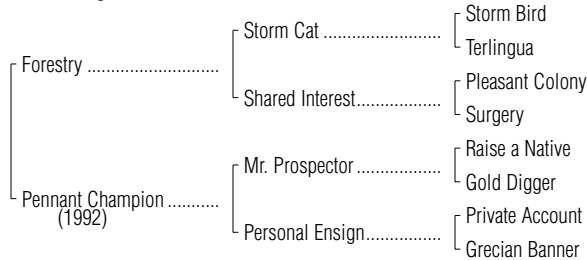 Storm Bird
Storm Cat ........................
Terlingua
Forestry ...........................
Pleasant Colony
Shared Interest.................
Surgery
Raise a Native
Mr. Prospector .................
Gold Digger
Pennant Champion ...........
(1992)
Private Account
Personal Ensign................
Grecian Banner